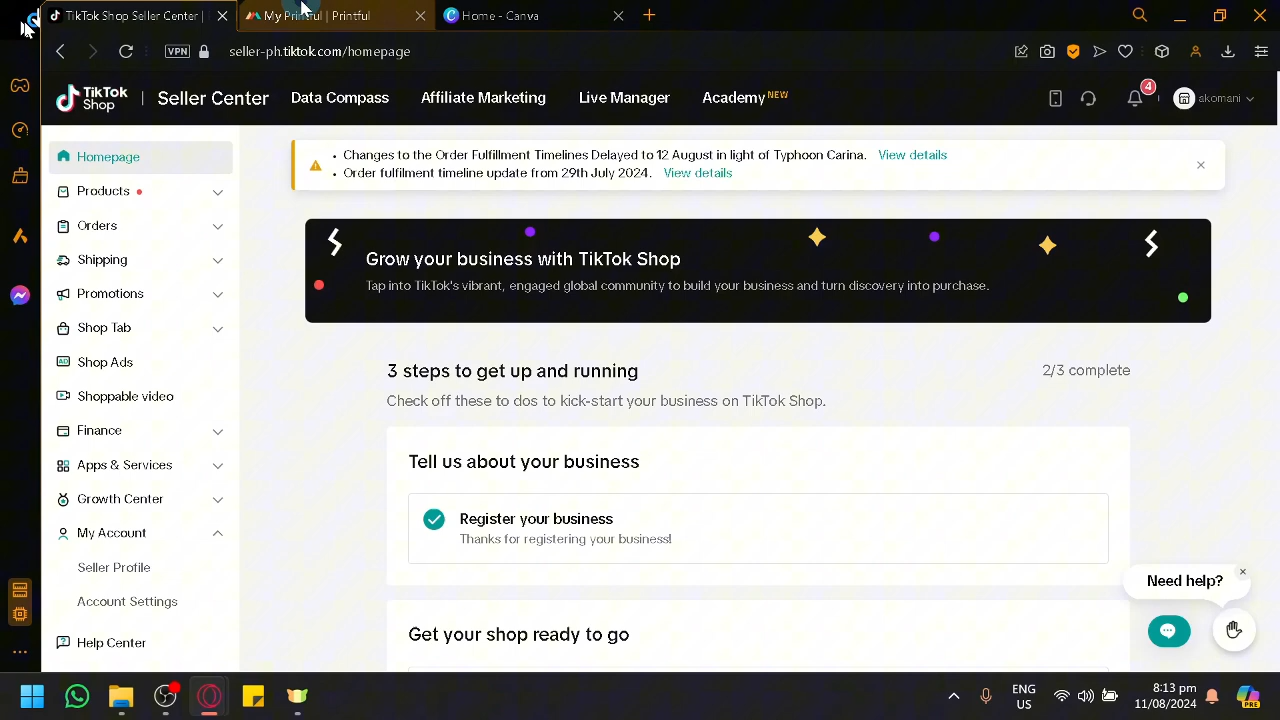 TikTok Shop Seller Center
My Printful | Printful
Home - Canva
VPN
seller-ph.tiktok.com/homepage
TikTok Shop
Seller Center
Data Compass
Affiliate Marketing
Live Manager
Academy NEW
4
akomani
Homepage
Products
Orders
Shipping
Promotions
Shop Tab
AD Shop Ads
Shoppable video
Finance
Apps & Services
Growth Center
My Account
Seller Profile
Account Settings
Help Center
• Changes to the Order Fulfillment Timelines Delayed to 12 August in light of Typhoon Carina. View details
• Order fulfilment timeline update from 29th July 2024. View details
Grow your business with TikTok Shop
Tap into TikTok's vibrant, engaged global community to build your business and turn discovery into purchase.
3 steps to get up and running
2/3 complete
Check off these to dos to kick-start your business on TikTok Shop.
Tell us about your business
Register your business
Thanks for registering your business!
Get your shop ready to go
Need help?
ENG
US
8:13 pm
11/08/2024
PRE